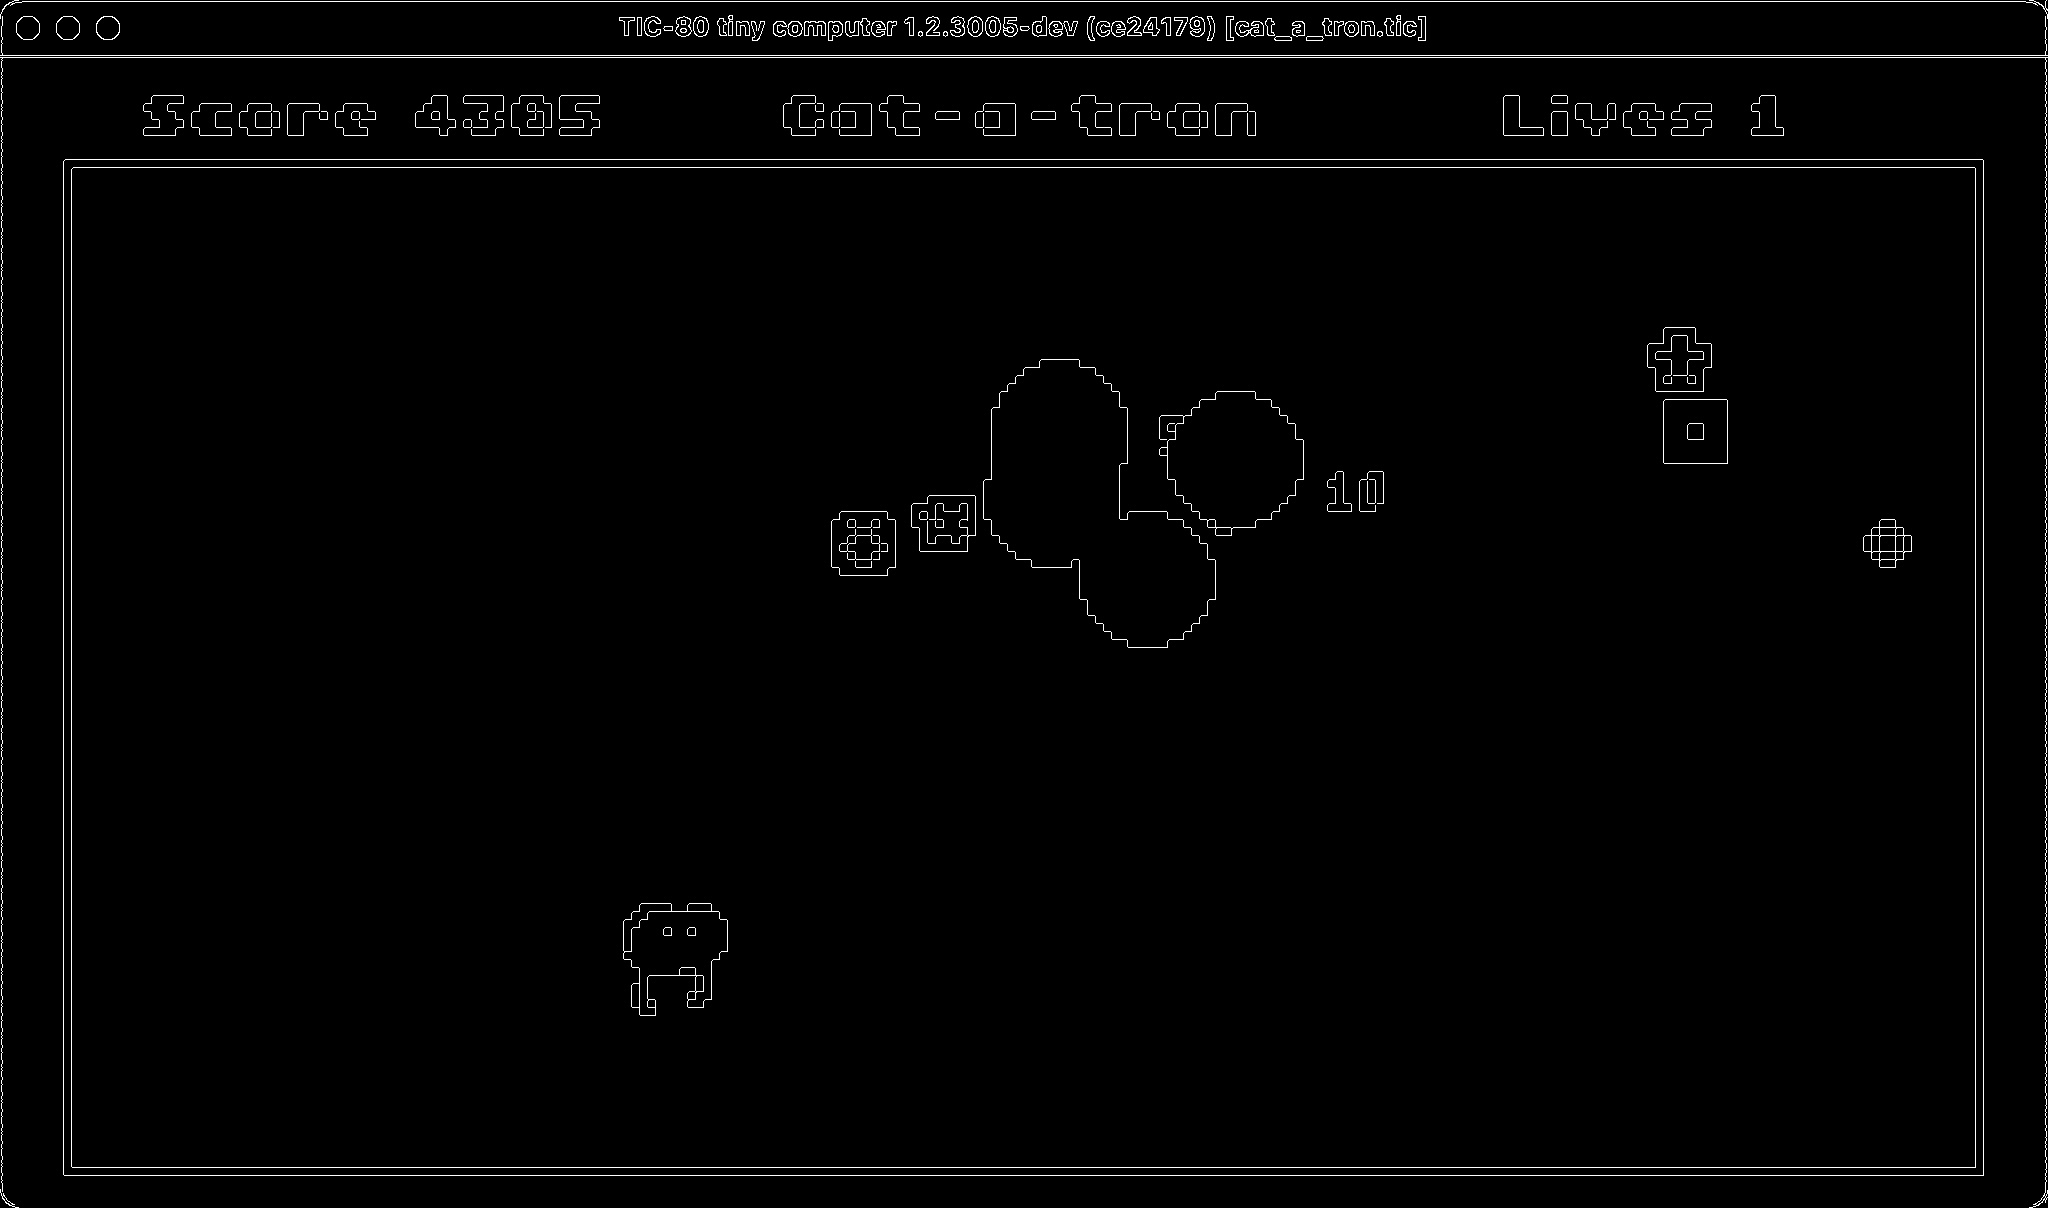 TIC-80 tiny computer 1.2.3005-dev (ce24179) [cat_a_tron.tic]
Score 4305 Cat-a-tron Lives 1
10